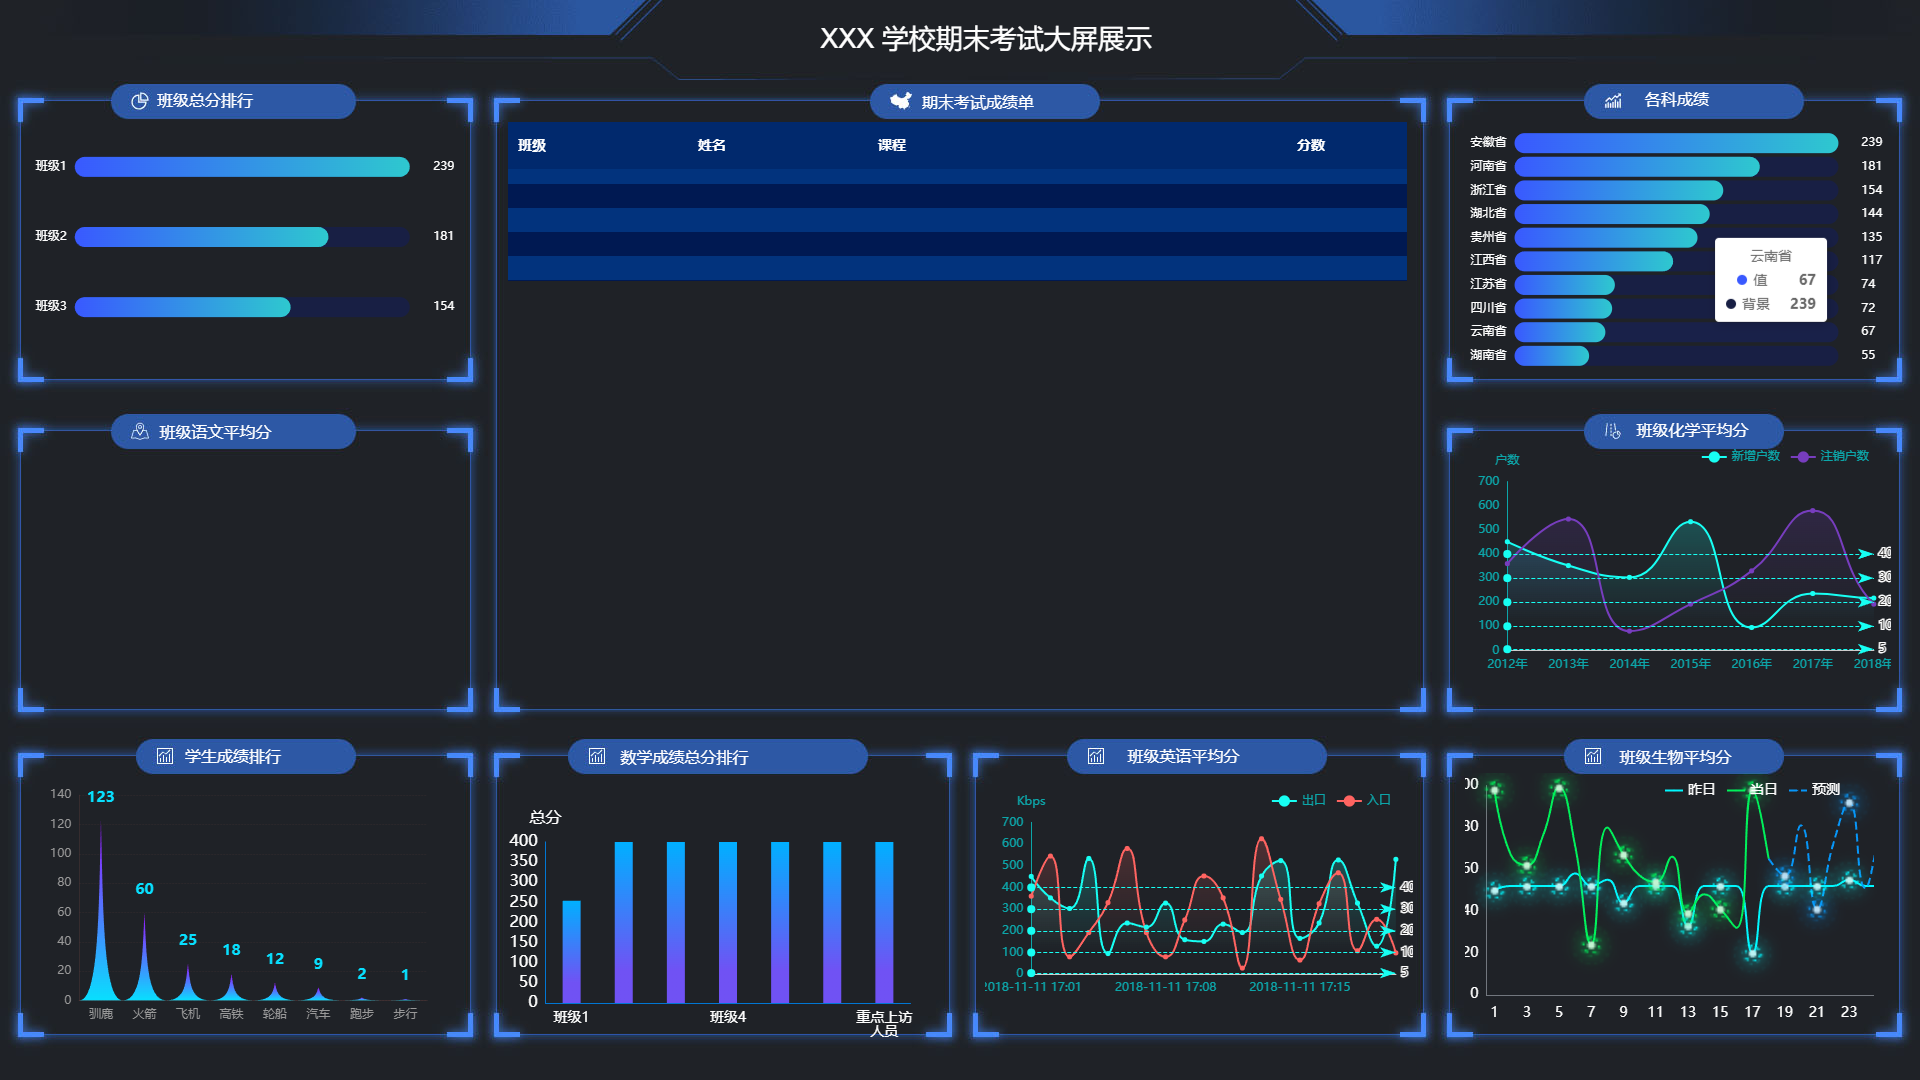 XXX 学校期末考试大屏展示
班级总分排行
班级1 239
班级2 181
班级3 154
期末考试成绩单
班级 姓名 课程 分数
各科成绩
安徽省 239
河南省 181
浙江省 154
湖北省 144
贵州省 135
江西省 117
江苏省 74
四川省 72
云南省 67
湖南省 55
云南省
值 67
背景 239
班级语文平均分
班级化学平均分
户数 新增户数 注销户数
700
600
500
400 40
300 30
200 20
100 10
0 5
2012年 2013年 2014年 2015年 2016年 2017年 2018年
学生成绩排行
140
120
100
80
60
40
20
0
123
60
25
18
12
9
2
1
驯鹿 火箭 飞机 高铁 轮船 汽车 跑步 步行
数学成绩总分排行
总分
400
350
300
250
200
150
100
50
0
班级1 班级4 重点上访
人员
班级英语平均分
Kbps 出口 入口
700
600
500
400 40
300 30
200 20
100 10
0 5
2018-11-11 17:01 2018-11-11 17:08 2018-11-11 17:15
班级生物平均分
昨日 当日 预测
00
80
60
40
20
0
1 3 5 7 9 11 13 15 17 19 21 23